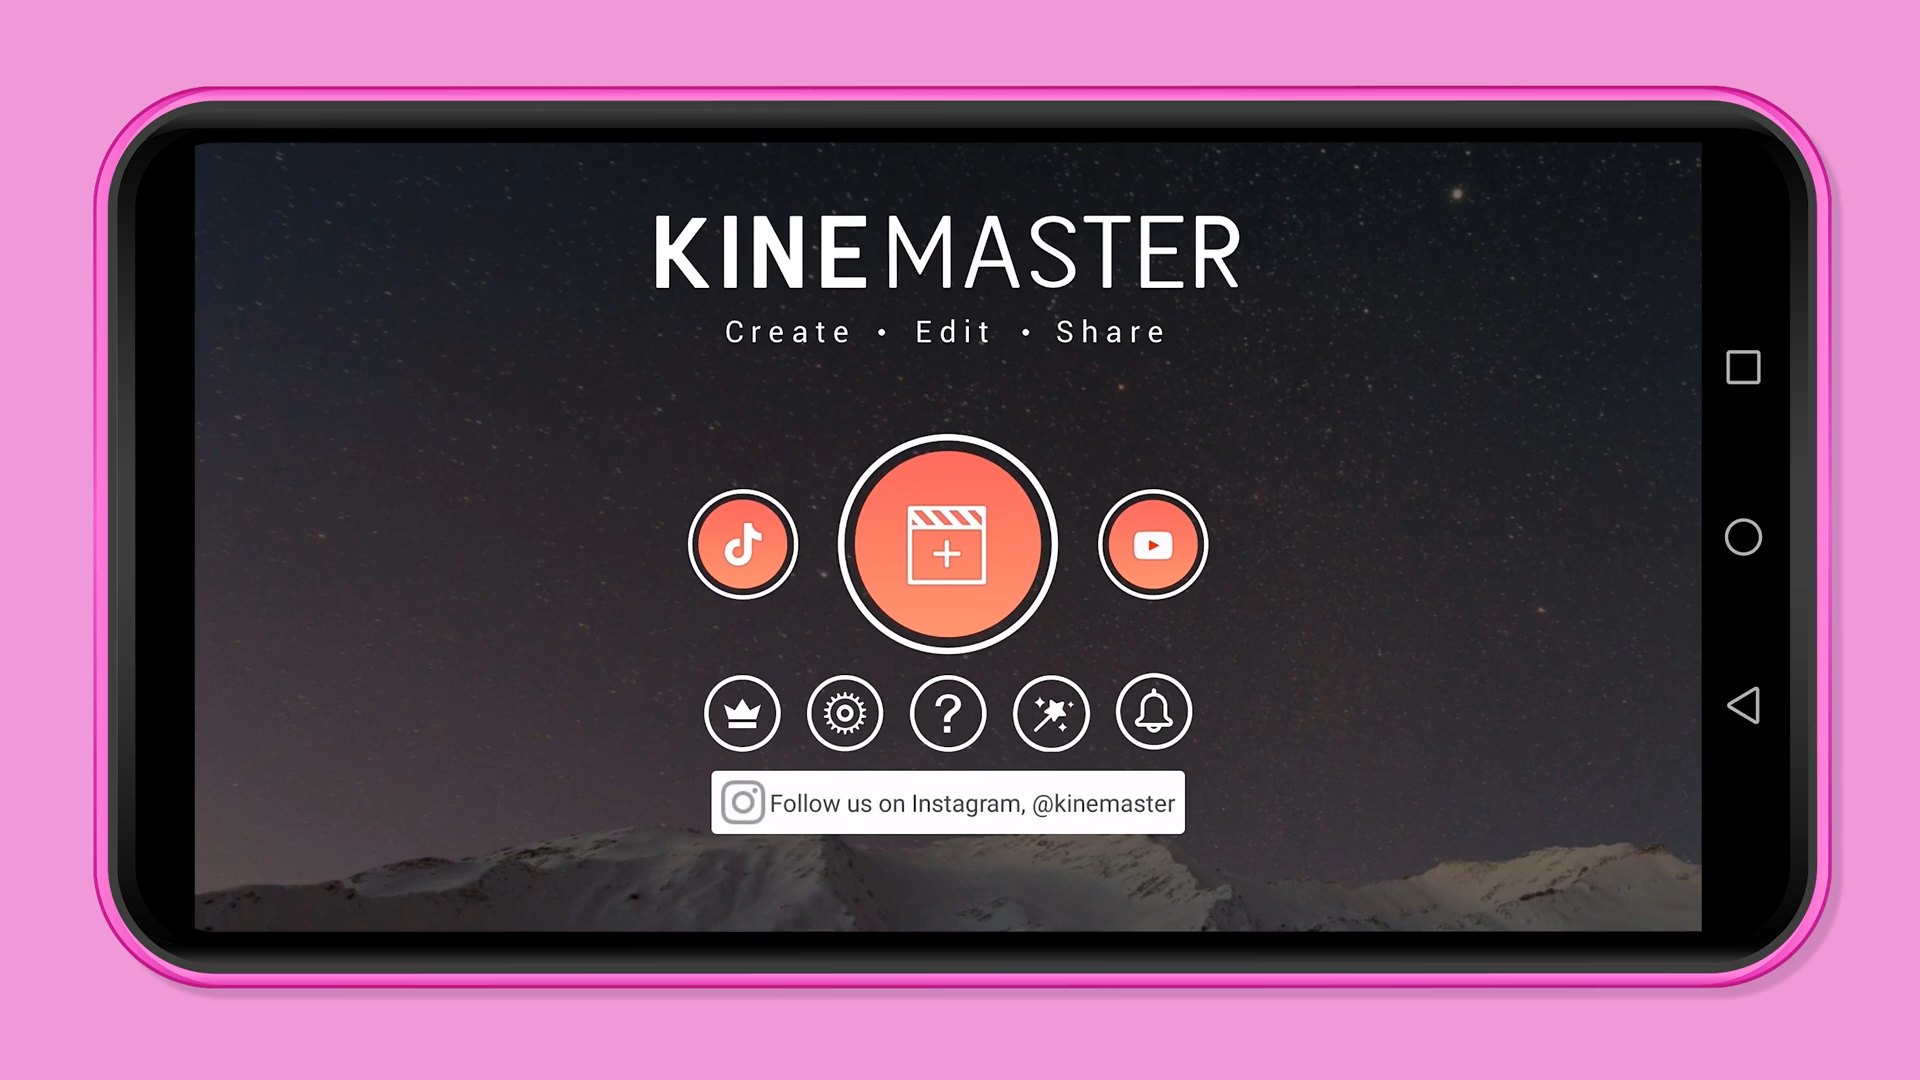 KINEMASTER
Create • Edit • Share
Follow us on Instagram, @kinemaster